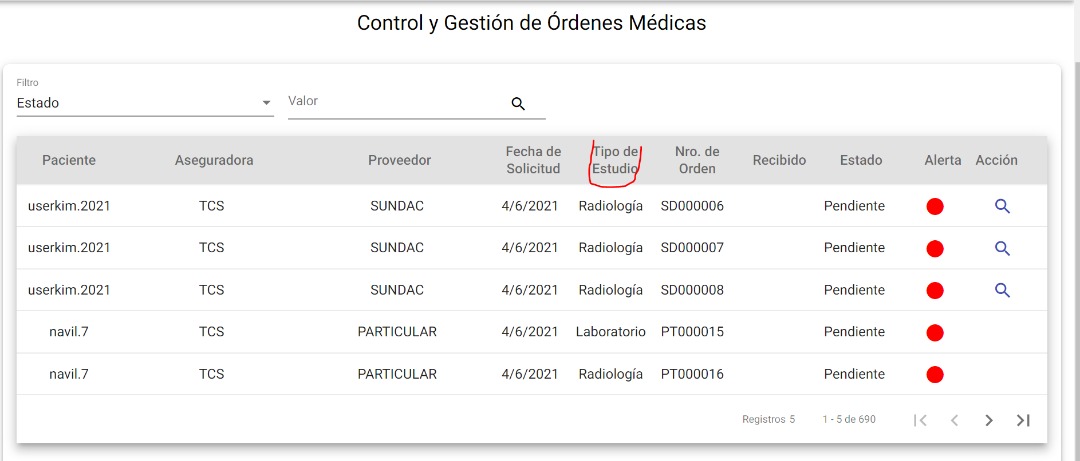 Control y Gestión de Órdenes Médicas
Filtro
Estado
Valor
Paciente Aseguradora Proveedor Fecha de Solicitud Tipo de Estudio Nro. de Orden Recibido Estado Alerta Acción
userkim.2021 TCS SUNDAC 4/6/2021 Radiología SD000006 Pendiente
userkim.2021 TCS SUNDAC 4/6/2021 Radiología SD000007 Pendiente
userkim.2021 TCS SUNDAC 4/6/2021 Radiología SD000008 Pendiente
navil.7 TCS PARTICULAR 4/6/2021 Laboratorio PT000015 Pendiente
navil.7 TCS PARTICULAR 4/6/2021 Radiología PT000016 Pendiente
Registros 5 1 - 5 de 690